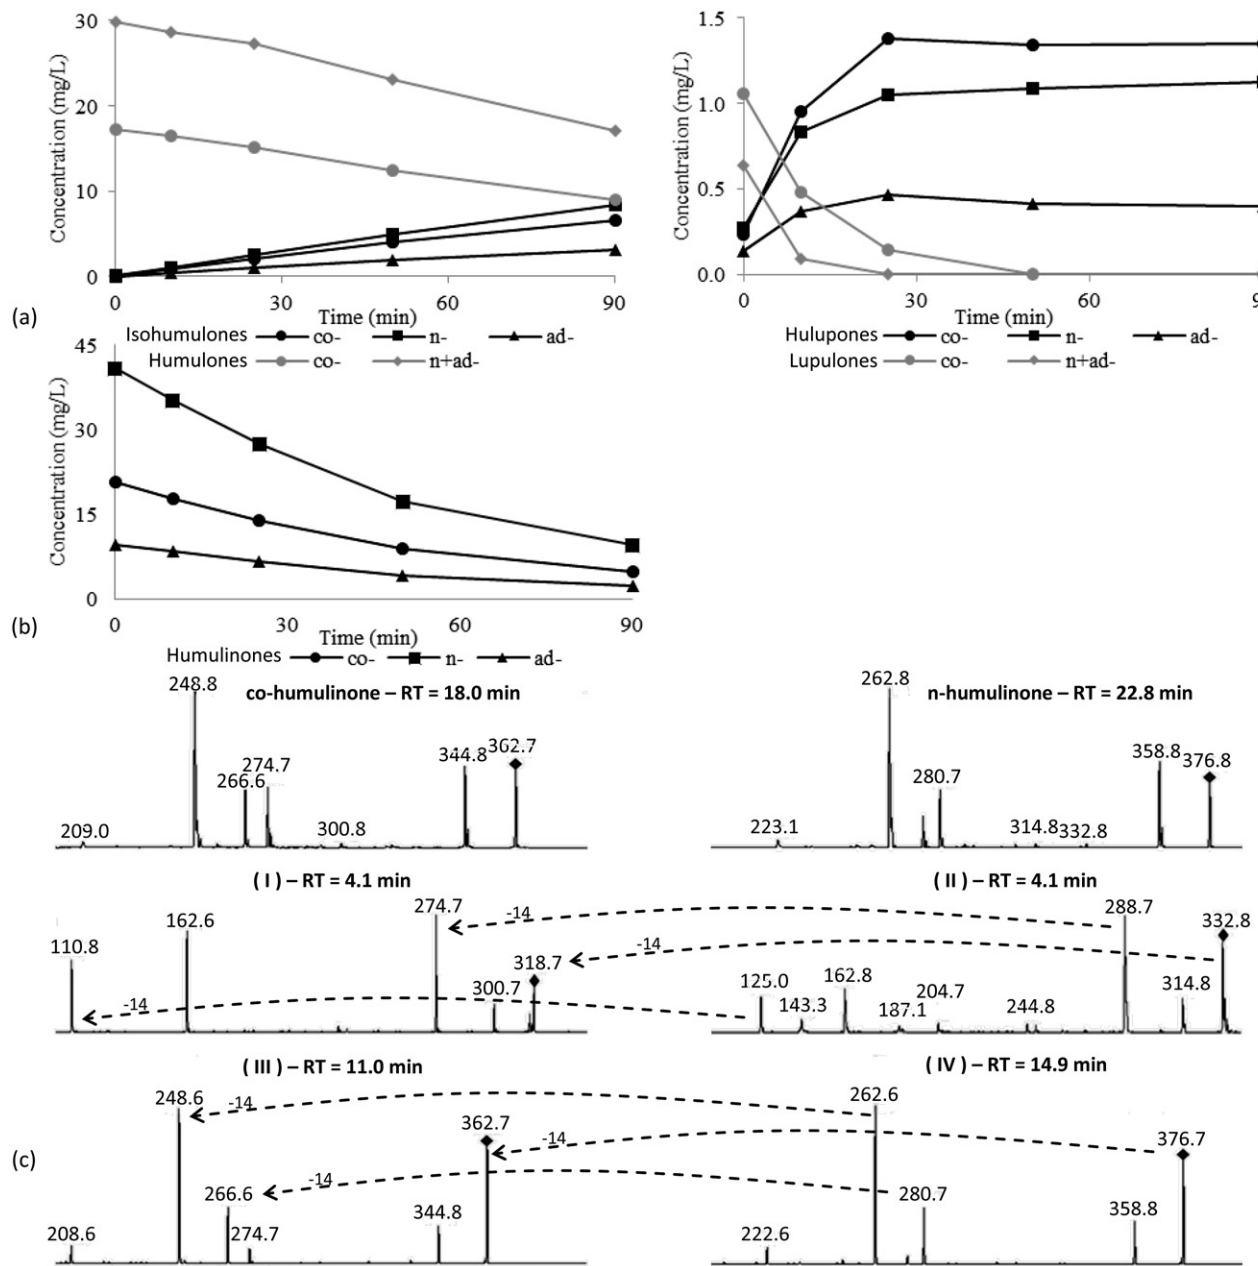 30
20
10
0
Concentration (mg/L)
0 30 60 90
Time (min)
(a)
Isohumulones co- n- ad-
Humulones co- n+ad-
1.5
1.0
0.5
0.0
Concentration (mg/L)
0 30 60 9
Time (min)
Hulupones co- n- ad-
Lupulones co- n+ad-
45
30
15
0
Concentration (mg/L)
0 30 60 90
Time (min)
(b)
Humulinones co- n- ad-
co-humulinone – RT = 18.0 min
248.8
209.0
266.6
274.7
300.8
344.8
362.7
n-humulinone – RT = 22.8 min
262.8
223.1
280.7
314.8
332.8
358.8
376.8
( I ) – RT = 4.1 min
110.8
162.6
274.7
300.7
318.7
-14
-14
-14
( II ) – RT = 4.1 min
125.0
143.3
162.8
187.1
204.7
244.8
288.7
314.8
332.8
( III ) – RT = 11.0 min
208.6
248.6
266.6
274.7
344.8
362.7
-14
-14
-14
( IV ) – RT = 14.9 min
222.6
262.6
280.7
358.8
376.7
(c)